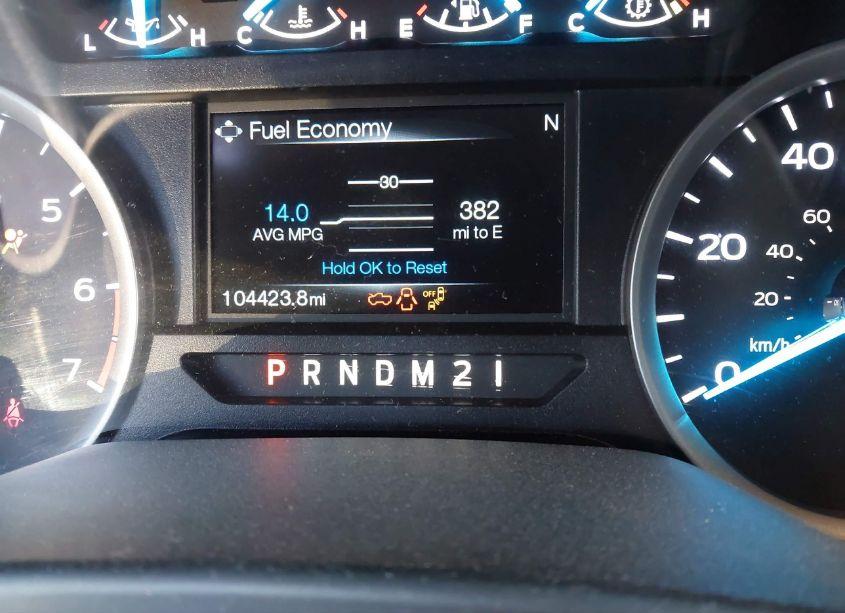 L H C H E F C H
Fuel Economy N
30
14.0 382
AVG MPG mi to E
Hold OK to Reset
104423.8mi OFF
P R N D M 2 1
5
6
7
40
60
20 40
20
km/h
0